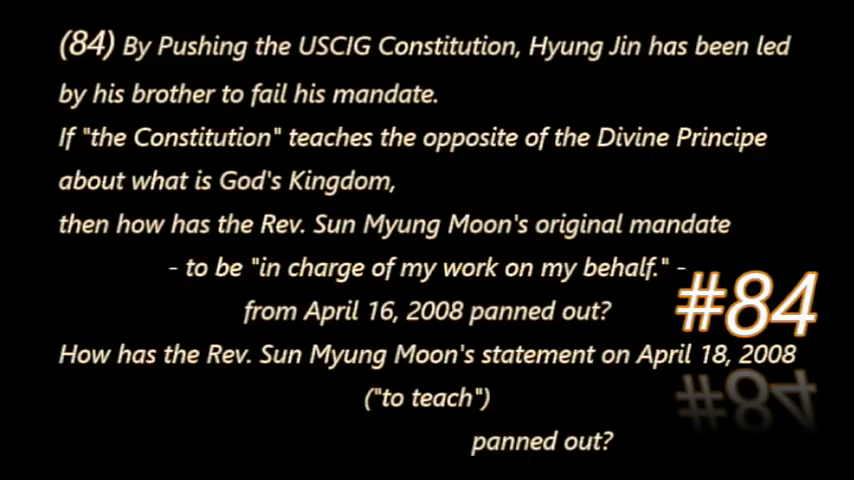 (84) By Pushing the USCIG Constitution, Hyung Jin has been led
by his brother to fail his mandate.
If "the Constitution" teaches the opposite of the Divine Principe
about what is God's Kingdom,
then how has the Rev. Sun Myung Moon's original mandate
- to be "in charge of my work on my behalf." -
from April 16, 2008 panned out?
#84
How has the Rev. Sun Myung Moon's statement on April 18, 2008
("to teach")
panned out?